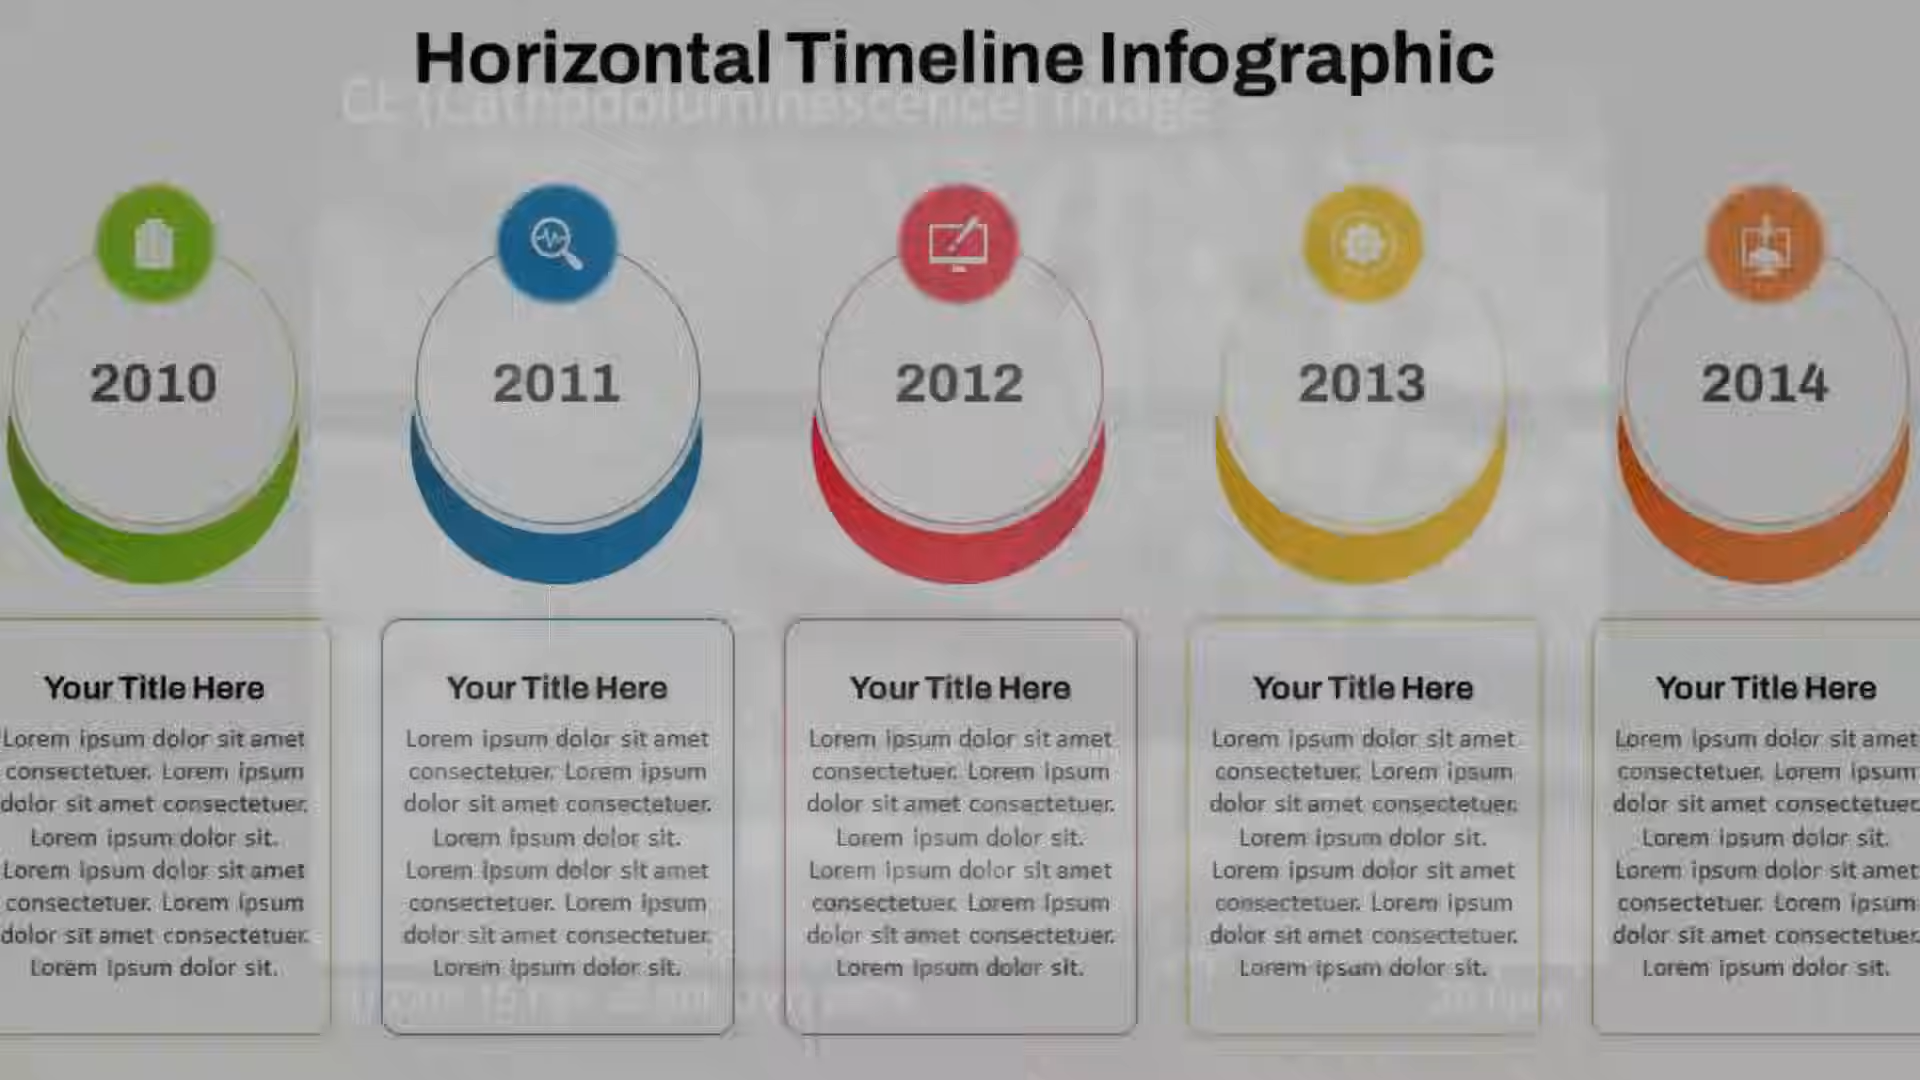 Horizontal Timeline Infographic
CL (Cathodoluminescence) Image
2010
2011
2012
2013
2014
Your Title Here
Lorem ipsum dolor sit amet
consectetuer. Lorem ipsum
dolor sit amet consectetuer.
Lorem ipsum dolor sit.
Lorem ipsum dolor sit amet
consectetuer. Lorem ipsum
dolor sit amet consectetuer.
Lorem ipsum dolor sit.
Your Title Here
Lorem ipsum dolor sit amet
consectetuer. Lorem ipsum
dolor sit amet consectetuer.
Lorem ipsum dolor sit.
Lorem ipsum dolor sit amet
consectetuer. Lorem ipsum
dolor sit amet consectetuer.
Lorem ipsum dolor sit.
Your Title Here
Lorem ipsum dolor sit amet
consectetuer. Lorem ipsum
dolor sit amet consectetuer.
Lorem ipsum dolor sit.
Lorem ipsum dolor sit amet
consectetuer. Lorem ipsum
dolor sit amet consectetuer.
Lorem ipsum dolor sit.
Your Title Here
Lorem ipsum dolor sit amet
consectetuer. Lorem ipsum
dolor sit amet consectetuer.
Lorem ipsum dolor sit.
Lorem ipsum dolor sit amet
consectetuer. Lorem ipsum
dolor sit amet consectetuer.
Lorem ipsum dolor sit.
Your Title Here
Lorem ipsum dolor sit amet
consectetuer. Lorem ipsum
dolor sit amet consectetuer.
Lorem ipsum dolor sit.
Lorem ipsum dolor sit amet
consectetuer. Lorem ipsum
dolor sit amet consectetuer.
Lorem ipsum dolor sit.